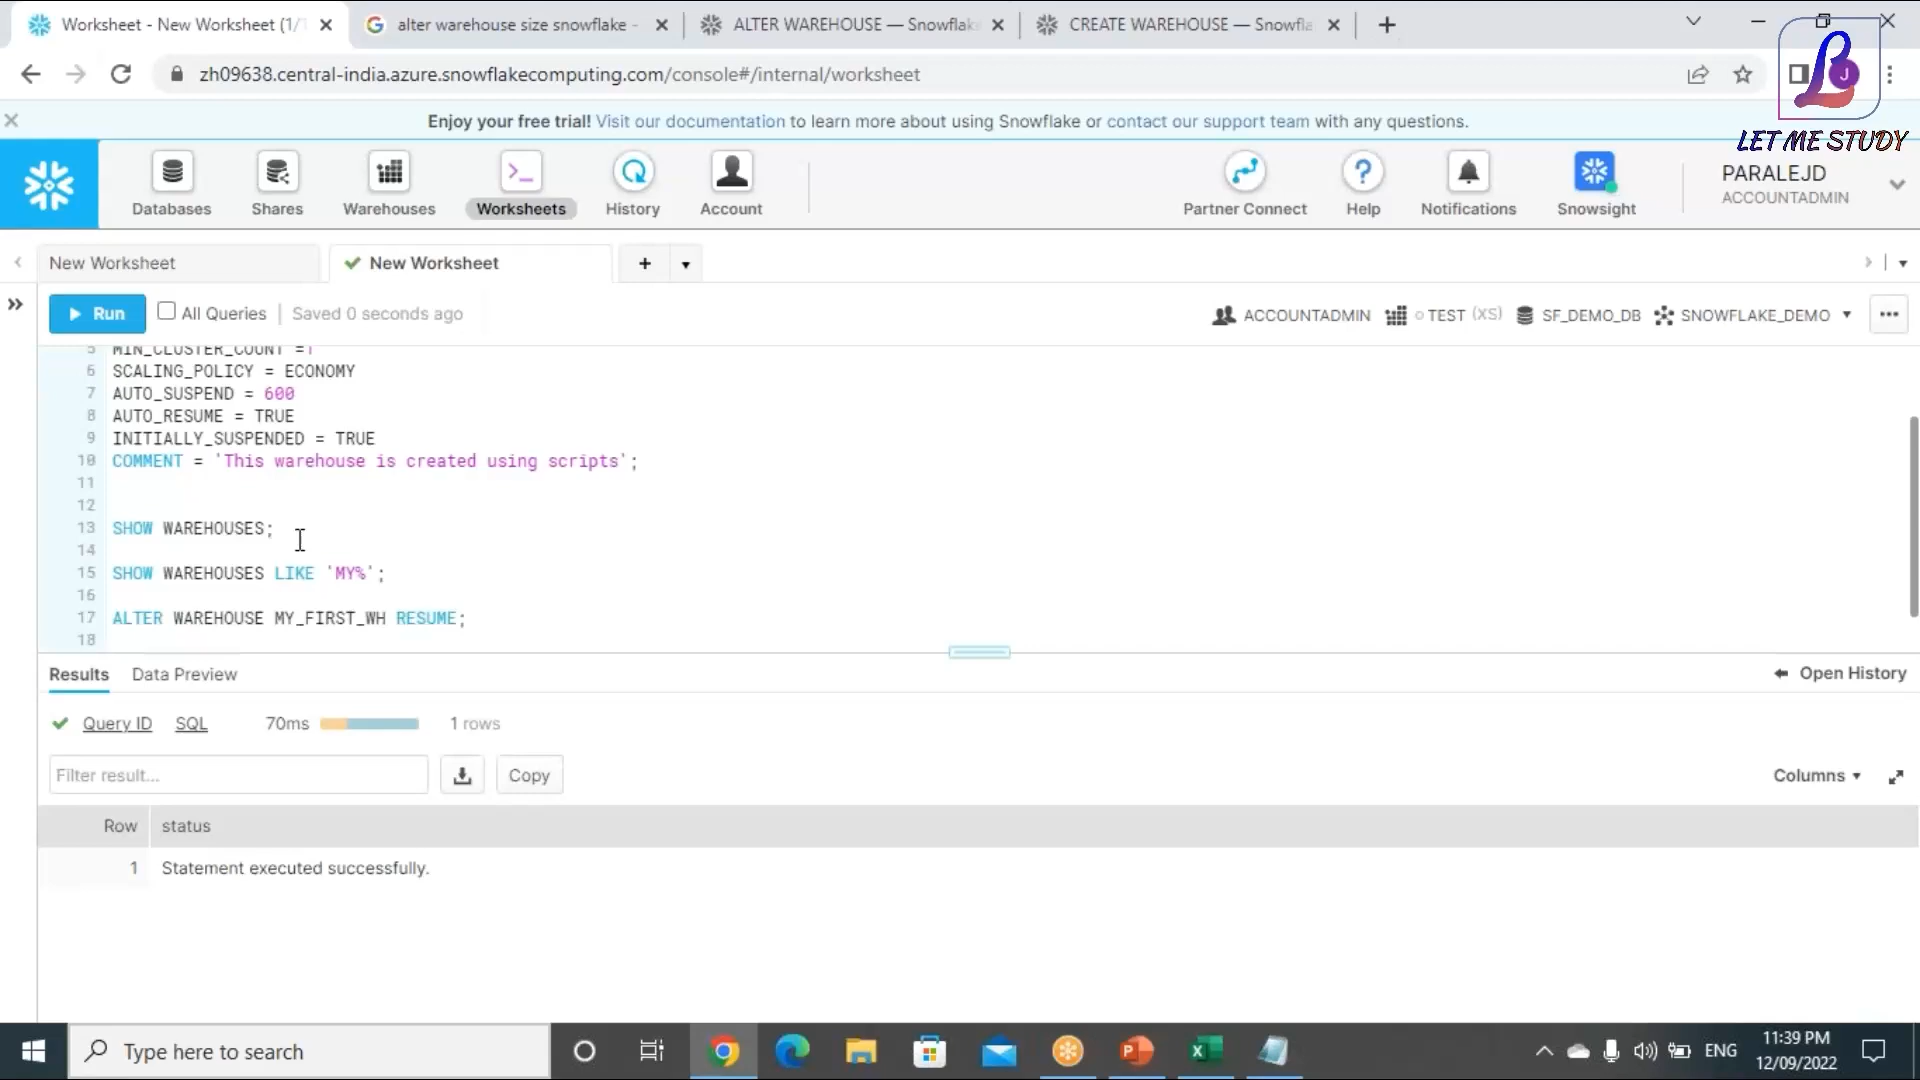 Worksheet - New Worksheet (1/1
alter warehouse size snowflake -
ALTER WAREHOUSE — Snowflak
CREATE WAREHOUSE — Snowfla
zh09638.central-india.azure.snowflakecomputing.com/console#/internal/worksheet
J
LET ME STUDY
Enjoy your free trial! Visit our documentation to learn more about using Snowflake or contact our support team with any questions.
Databases
Shares
Warehouses
Worksheets
History
Account
Partner Connect
Help
Notifications
Snowsight
PARALEJD
ACCOUNTADMIN
New Worksheet
New Worksheet
Run
All Queries
Saved 0 seconds ago
ACCOUNTADMIN
TEST (XS)
SF_DEMO_DB
SNOWFLAKE_DEMO
5 MIN_CLUSTER_COUNT =1
6 SCALING_POLICY = ECONOMY
7 AUTO_SUSPEND = 600
8 AUTO_RESUME = TRUE
9 INITIALLY_SUSPENDED = TRUE
10 COMMENT = 'This warehouse is created using scripts';
11
12
13 SHOW WAREHOUSES;
14
15 SHOW WAREHOUSES LIKE 'MY%';
16
17 ALTER WAREHOUSE MY_FIRST_WH RESUME;
18
Results
Data Preview
Open History
Query ID
SQL
70ms
1 rows
Filter result...
Copy
Columns
Row status
1 Statement executed successfully.
Type here to search
ENG
11:39 PM
12/09/2022